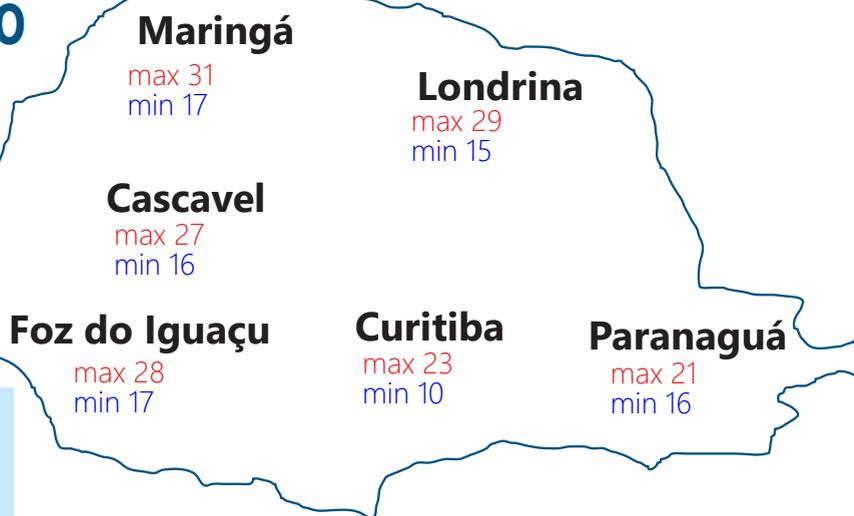 Maringá
max 31
min 17
Londrina
max 29
min 15
Cascavel
max 27
min 16
Foz do Iguaçu
max 28
min 17
Curitiba
max 23
min 10
Paranaguá
max 21
min 16